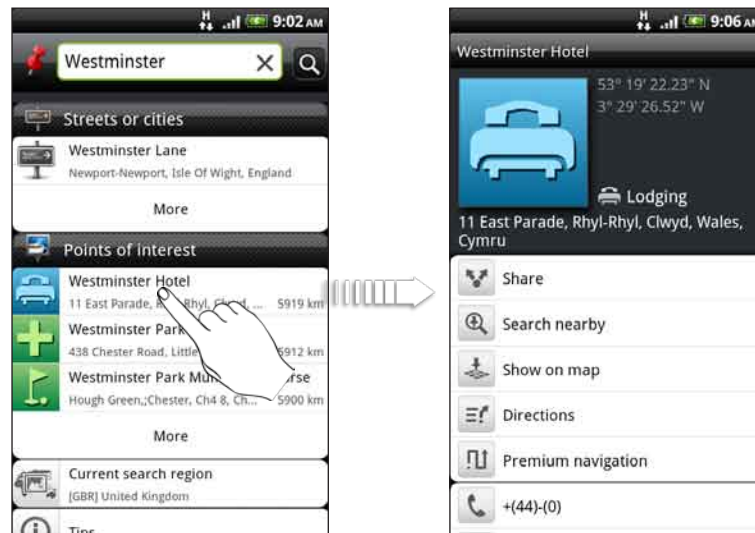 H 9:02 AM
Westminster
Streets or cities
Westminster Lane
Newport-Newport, Isle Of Wight, England
More
Points of interest
Westminster Hotel
11 East Parade, Rhyl, ... 5919 km
Westminster Park
438 Chester Road, Little 5912 km
Westminster Park
Hough Green,;Chester, Ch4 8, Ch... 5900 km
More
Current search region
[GBR] United Kingdom
Tips
H 9:06 AM
Westminster Hotel
53° 19' 22.23" N
3° 29' 26.52" W
Lodging
11 East Parade, Rhyl-Rhyl, Clwyd, Wales,
Cymru
Share
Search nearby
Show on map
Directions
Premium navigation
+(44)-(0)